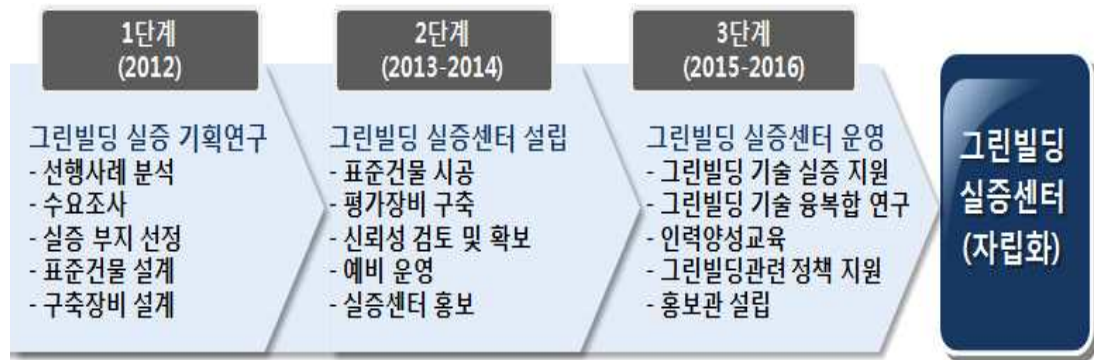 1단계
(2012)
그린빌딩 실증 기획연구
- 선행사례 분석
- 수요조사
- 실증 부지 선정
- 표준건물 설계
- 구축장비 설계
2단계
(2013-2014)
그린빌딩 실증센터 설립
- 표준건물 시공
- 평가장비 구축
- 신뢰성 검토 및 확보
- 예비 운영
- 실증센터 홍보
3단계
(2015-2016)
그린빌딩 실증센터 운영
- 그린빌딩 기술 실증 지원
- 그린빌딩 기술 융복합 연구
- 인력양성교육
- 그린빌딩관련 정책 지원
- 홍보관 설립
그린빌딩
실증센터
(자립화)